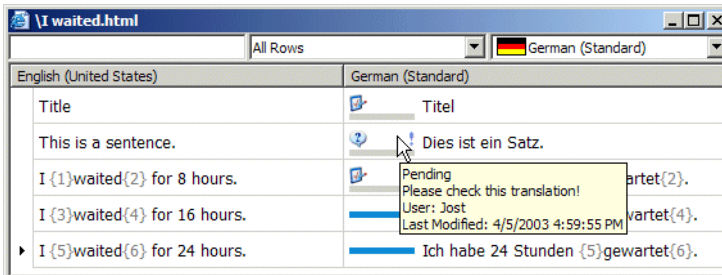 \I waited.html
All Rows
German (Standard)
English (United States)
German (Standard)
Title
Titel
This is a sentence.
Dies ist ein Satz.
I {1}waited{2} for 8 hours.
artet{2}.
Pending
Please check this translation!
User: Jost
Last Modified: 4/5/2003 4:59:55 PM
I {3}waited{4} for 16 hours.
wartet{4}.
I {5}waited{6} for 24 hours.
Ich habe 24 Stunden {5}gewartet{6}.